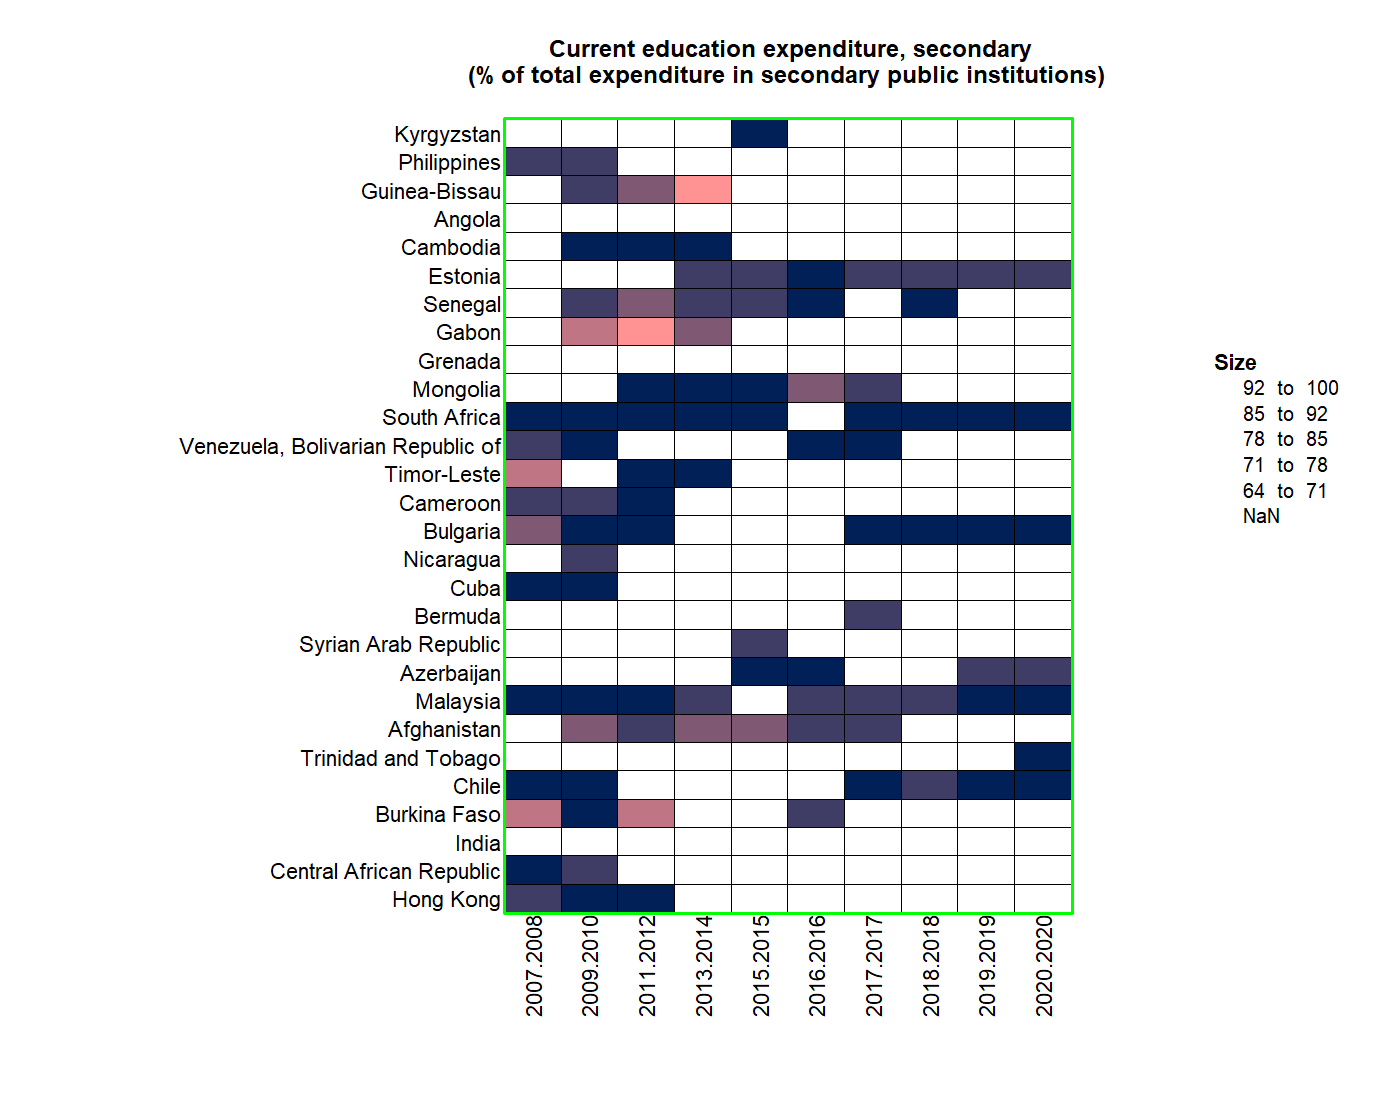 Current education expenditure, secondary
(% of total expenditure in secondary public institutions)
Kyrgyzstan
Philippines
Guinea-Bissau
Angola
Cambodia
Estonia
Senegal
Gabon
Grenada
Mongolia
South Africa
Venezuela, Bolivarian Republic of
Timor-Leste
Cameroon
Bulgaria
Nicaragua
Cuba
Bermuda
Syrian Arab Republic
Azerbaijan
Malaysia
Afghanistan
Trinidad and Tobago
Chile
Burkina Faso
India
Central African Republic
Hong Kong
2007.2008
2009.2010
2011.2012
2013.2014
2015.2015
2016.2016
2017.2017
2018.2018
2019.2019
2020.2020
Size
92 to 100
85 to 92
78 to 85
71 to 78
64 to 71
NaN